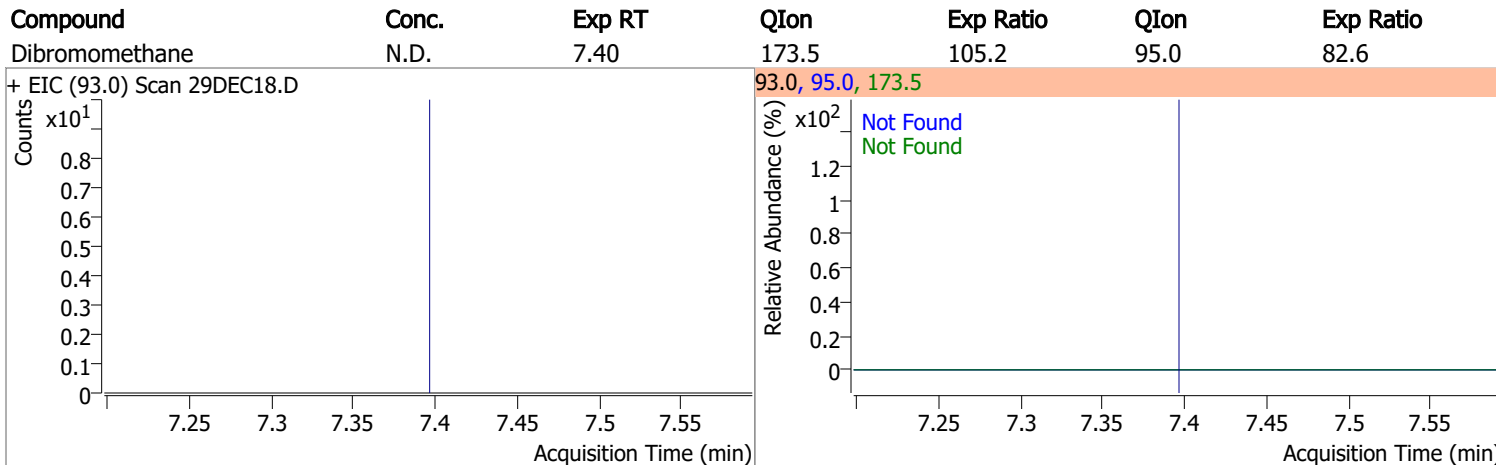 Compound Conc. Exp RT QIon Exp Ratio QIon Exp Ratio
Dibromomethane N.D. 7.40 173.5 105.2 95.0 82.6
+ EIC (93.0) Scan 29DEC18.D
Counts
x10¹
0.8
0.7
0.6
0.5
0.4
0.3
0.2
0.1
0
7.25 7.3 7.35 7.4 7.45 7.5 7.55
Acquisition Time (min)
93.0, 95.0, 173.5
Relative Abundance (%)
x10²
Not Found
Not Found
1.2
1
0.8
0.6
0.4
0.2
0
7.25 7.3 7.35 7.4 7.45 7.5 7.55
Acquisition Time (min)